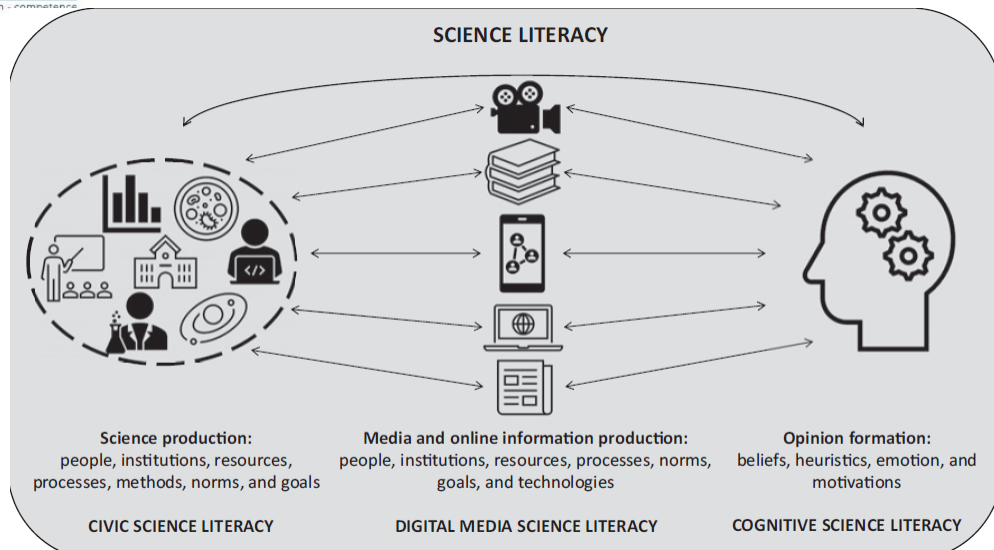 n - competence
SCIENCE LITERACY
</>
Science production:
people, institutions, resources,
processes, methods, norms, and goals
Media and online information production:
people, institutions, resources, processes, norms,
goals, and technologies
Opinion formation:
beliefs, heuristics, emotion, and
motivations
CIVIC SCIENCE LITERACY
DIGITAL MEDIA SCIENCE LITERACY
COGNITIVE SCIENCE LITERACY